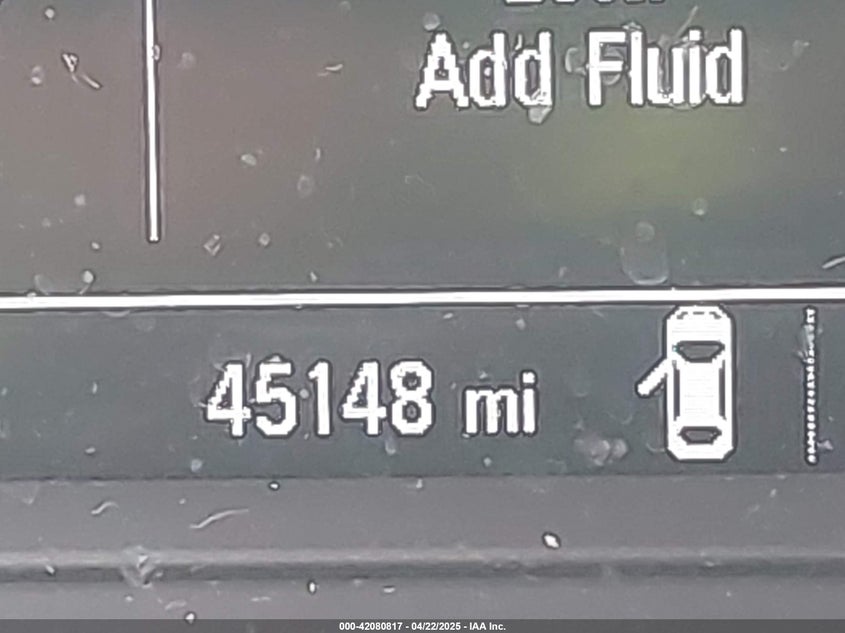 Add Fluid
45148 mi
000-42080817 - 04/22/2025 - IAA Inc.